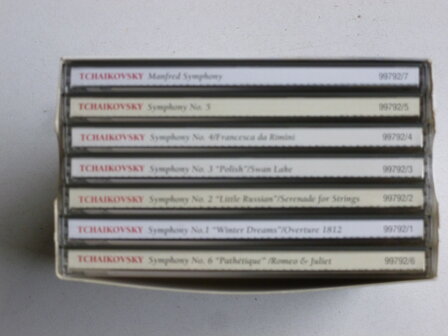 TCHAIKOVSKY Manfred Symphony 99792/7
TCHAIKOVSKY Symphony No. 5 99792/5
TCHAIKOVSKY Symphony No. 4/Francesca da Rimini 99792/4
TCHAIKOVSKY Symphony No. 3 "Polish"/Swan Lake 99792/3
TCHAIKOVSKY Symphony No. 2 "Little Russian"/Serenade for Strings 99792/2
TCHAIKOVSKY Symphony No.1 "Winter Dreams"/Overture 1812 99792/1
TCHAIKOVSKY Symphony No. 6 "Pathétique" /Romeo & Juliet 99792/6